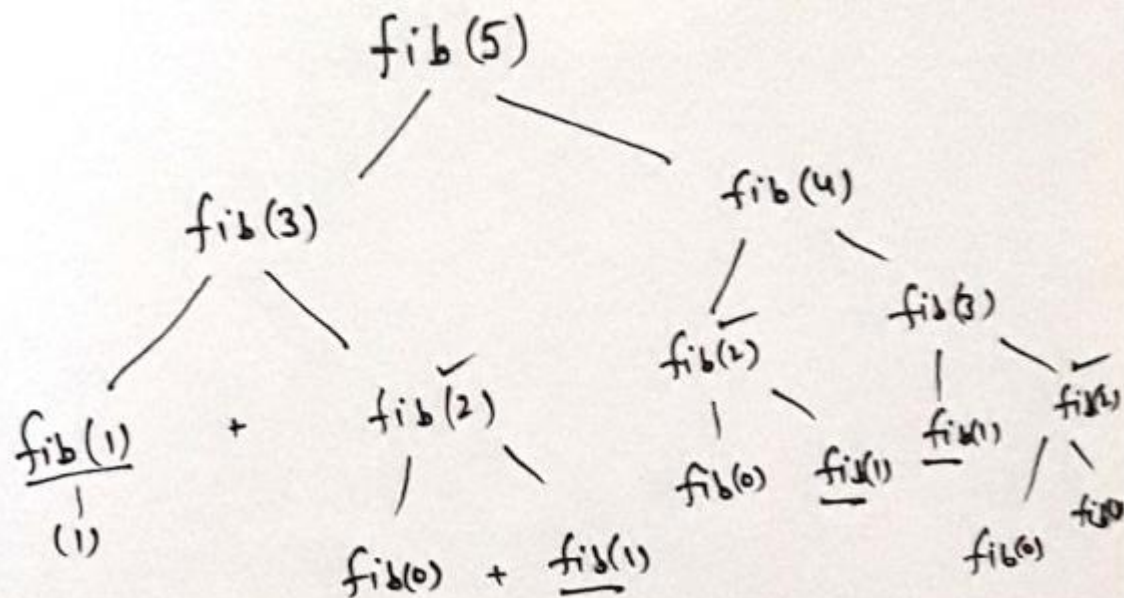 fib(5)
fib(3) fib(4)
fib(2) fib(3)
fib(1) + fib(2) fib(1) fib(2)
(1) fib(0) fib(1)
fib(0) + fib(1) fib(0)